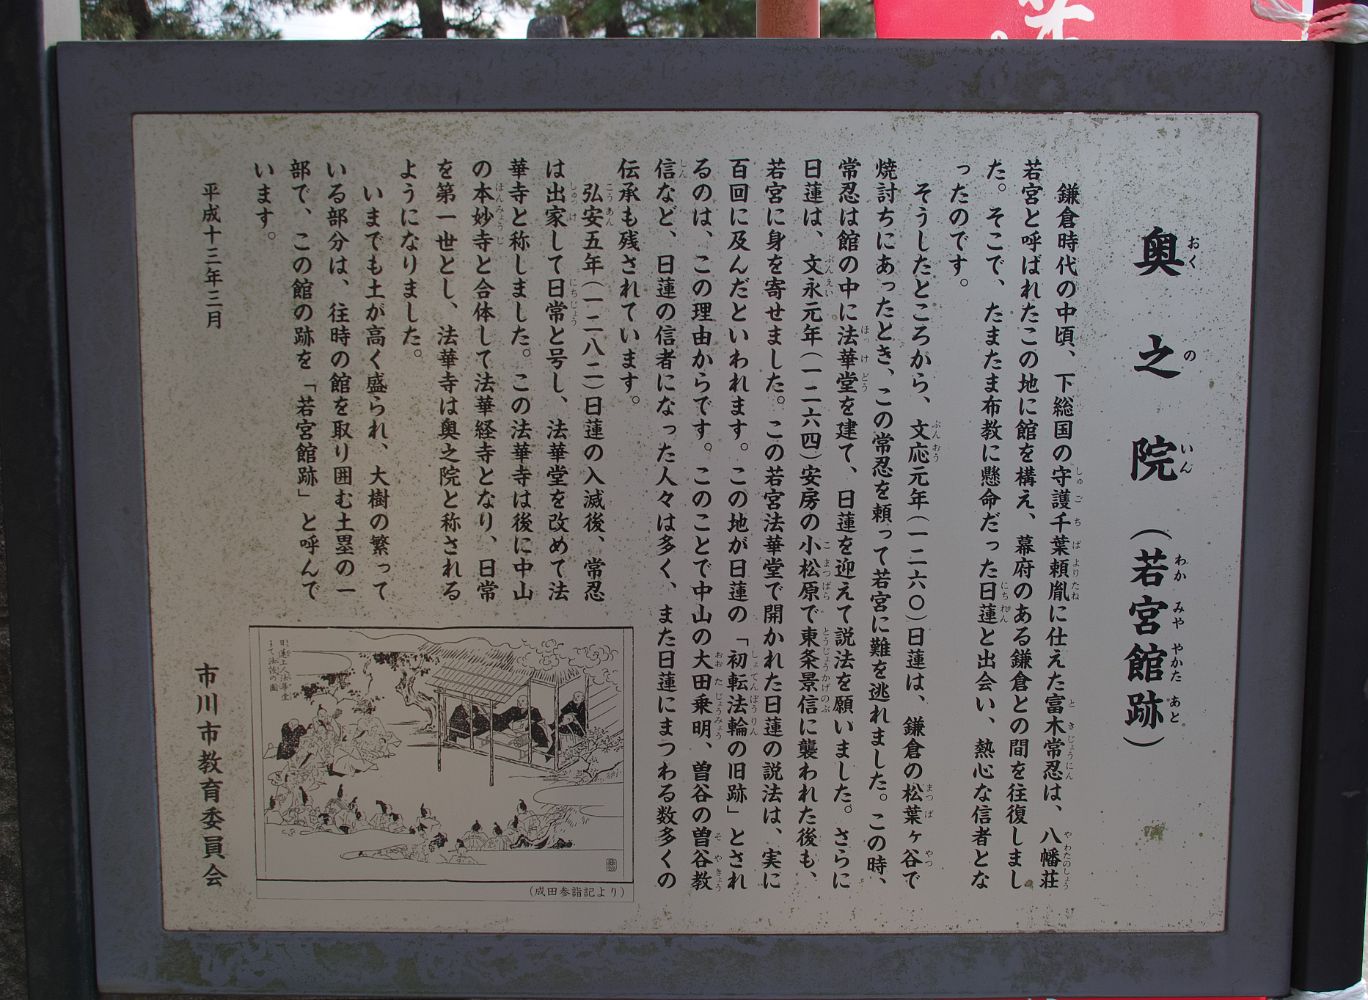 奥之院（若宮館跡）
鎌倉時代の中頃、下総国の守護千葉頼胤に仕えた富木常忍は、八幡荘
若宮と呼ばれたこの地に館を構え、幕府のある鎌倉との間を往復しまし
た。そこで、たまたま布教に懸命だった日蓮と出会い、熱心な信者とな
ったのです。
そうしたところから、文応元年（一二六〇）日蓮は、鎌倉の松葉ヶ谷で
焼討ちにあったとき、この常忍を頼って若宮に難を逃れました。この時、
常忍は館の中に法華堂を建て、日蓮を迎えて説法を願いました。さらに
日蓮は、文永元年（一二六四）安房の小松原で東条景信に襲われた後も、
若宮に身を寄せました。この若宮法華堂で開かれた日蓮の説法は、実に
百回に及んだといわれます。この地が日蓮の「初転法輪の旧跡」とされ
るのは、この理由からです。このことで中山の大田乗明、曽谷の曽谷教
信など、日蓮の信者になった人々は多く、また日蓮にまつわる数多くの
伝承も残されています。
弘安五年（一二八二）日蓮の入滅後、常忍
は出家して日常と号し、法華堂を改めて法
華寺と称しました。この法華寺は後に中山
の本妙寺と合体して法華経寺となり、日常
を第一世とし、法華寺は奥之院と称される
ようになりました。
いまでも土が高く盛られ、大樹の繁って
いる部分は、往時の館を取り囲む土塁の一
部で、この館の跡を「若宮館跡」と呼んで
います。
平成十三年三月
市川市教育委員会
（成田参詣記より）